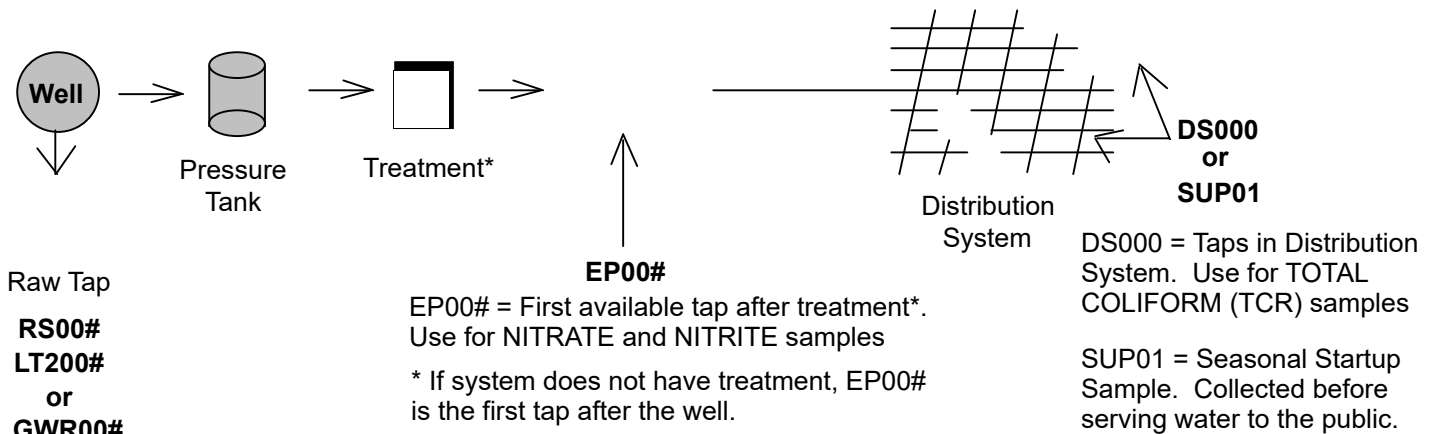 Well
Pressure
Tank
Treatment*
Distribution
System
DS000
or
SUP01
Raw Tap
RS00#
LT200#
or
GWR00#
EP00#
EP00# = First available tap after treatment*.
Use for NITRATE and NITRITE samples
* If system does not have treatment, EP00#
is the first tap after the well.
DS000 = Taps in Distribution
System. Use for TOTAL
COLIFORM (TCR) samples
SUP01 = Seasonal Startup
Sample. Collected before
serving water to the public.